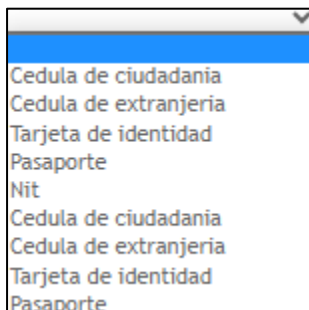 Cedula de ciudadania
Cedula de extranjeria
Tarjeta de identidad
Pasaporte
Nit
Cedula de ciudadania
Cedula de extranjeria
Tarjeta de identidad
Pasaporte